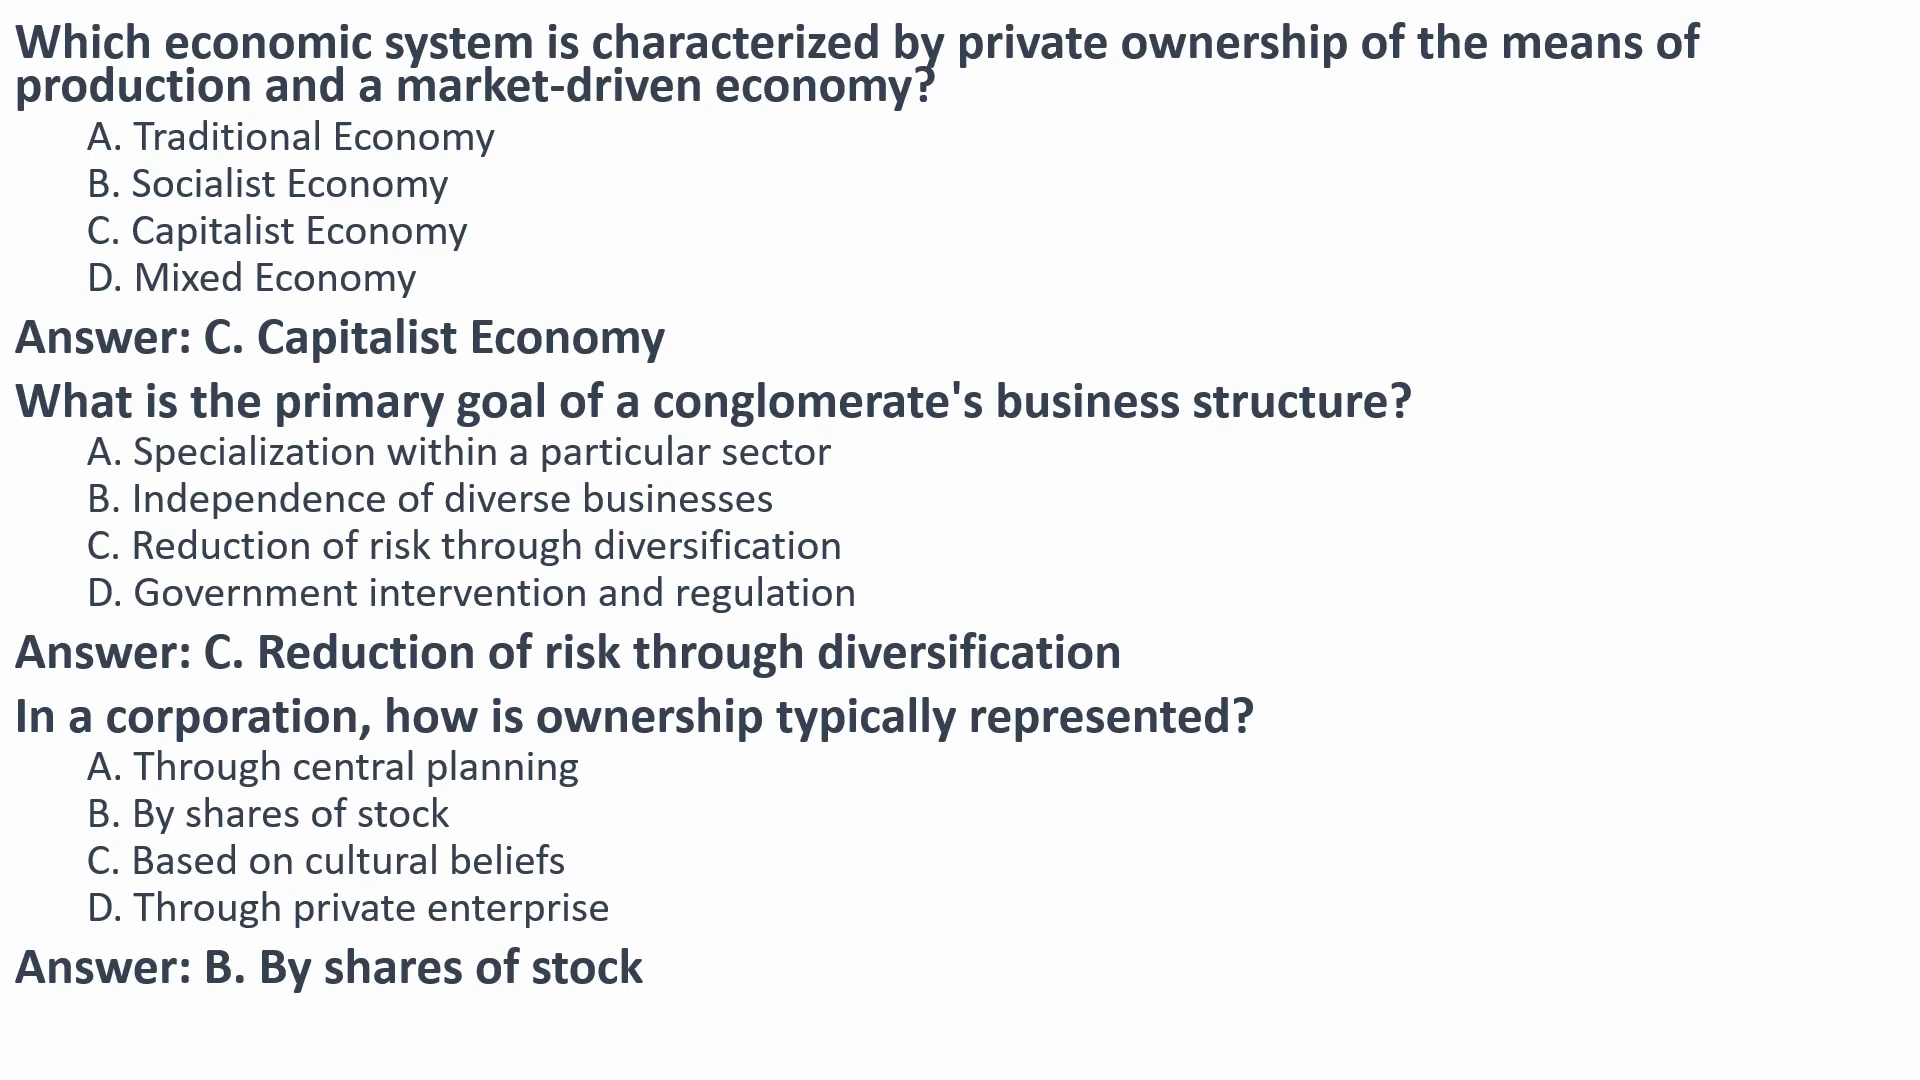 Which economic system is characterized by private ownership of the means of
production and a market-driven economy?
A. Traditional Economy
B. Socialist Economy
C. Capitalist Economy
D. Mixed Economy
Answer: C. Capitalist Economy
What is the primary goal of a conglomerate's business structure?
A. Specialization within a particular sector
B. Independence of diverse businesses
C. Reduction of risk through diversification
D. Government intervention and regulation
Answer: C. Reduction of risk through diversification
In a corporation, how is ownership typically represented?
A. Through central planning
B. By shares of stock
C. Based on cultural beliefs
D. Through private enterprise
Answer: B. By shares of stock